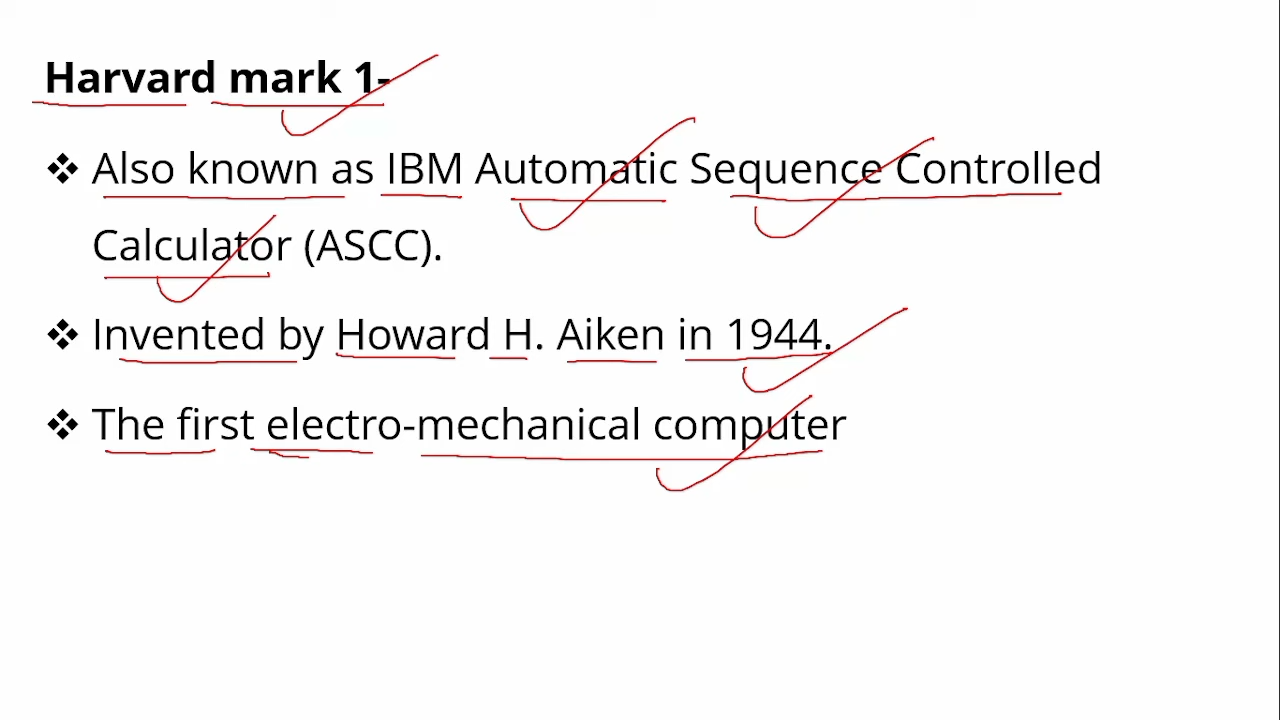 Harvard mark 1-
❖ Also known as IBM Automatic Sequence Controlled
Calculator (ASCC).
❖ Invented by Howard H. Aiken in 1944.
❖ The first electro-mechanical computer